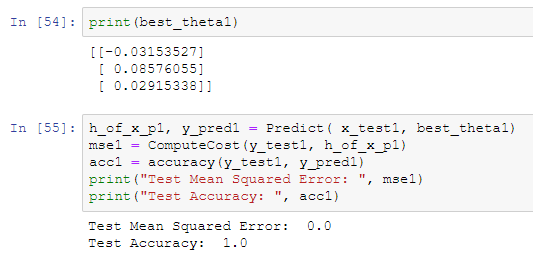 In [54]: print(best_theta1)
[[-0.03153527]
[ 0.08576055]
[ 0.02915338]]
In [55]: h_of_x_p1, y_pred1 = Predict( x_test1, best_theta1)
mse1 = ComputeCost(y_test1, h_of_x_p1)
acc1 = accuracy(y_test1, y_pred1)
print("Test Mean Squared Error: ", mse1)
print("Test Accuracy: ", acc1)
Test Mean Squared Error:  0.0
Test Accuracy:  1.0